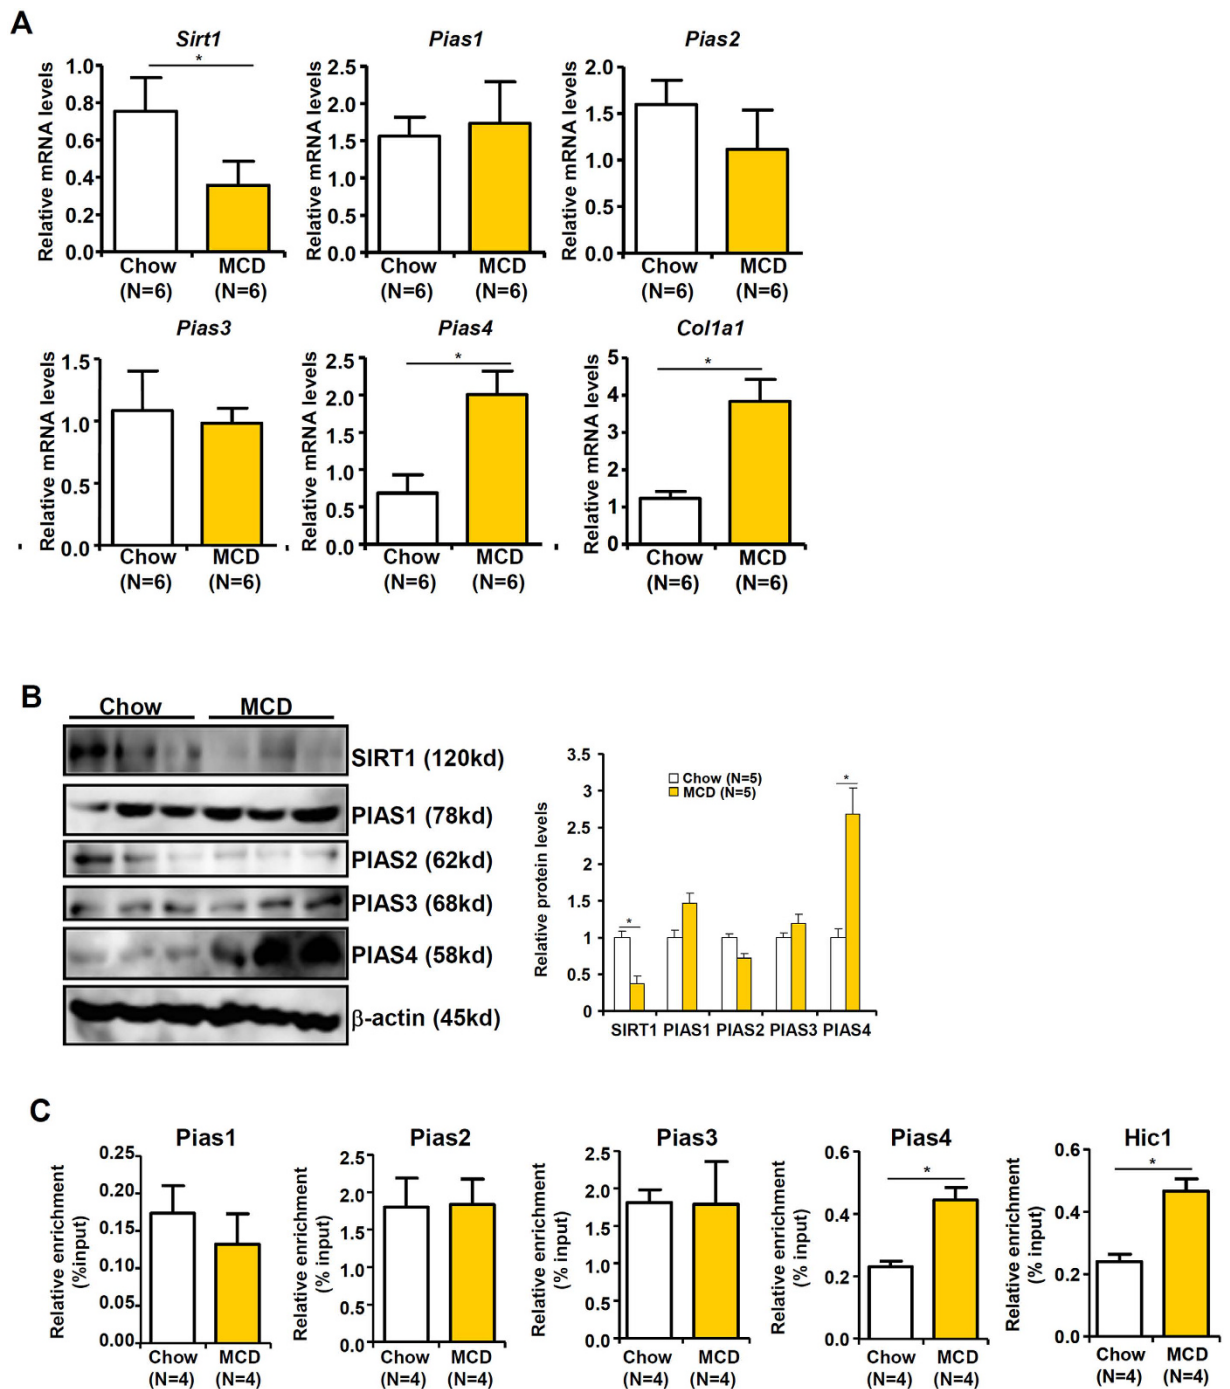 A
Sirt1
Relative mRNA levels
1.0
0.8
0.6
0.4
0.2
0.0
*
Chow
(N=6)
MCD
(N=6)
Pias1
Relative mRNA levels
2.5
2.0
1.5
1.0
0.5
0.0
Chow
(N=6)
MCD
(N=6)
Pias2
Relative mRNA levels
2.0
1.5
1.0
0.5
0.0
Chow
(N=6)
MCD
(N=6)
Pias3
Relative mRNA levels
1.5
1.0
0.5
0.0
Chow
(N=6)
MCD
(N=6)
Pias4
Relative mRNA levels
2.5
2.0
1.5
1.0
0.5
0.0
*
Chow
(N=6)
MCD
(N=6)
Col1a1
Relative mRNA levels
5
4
3
2
1
0
*
Chow
(N=6)
MCD
(N=6)
B
Chow
MCD
SIRT1 (120kd)
PIAS1 (78kd)
PIAS2 (62kd)
PIAS3 (68kd)
PIAS4 (58kd)
β-actin (45kd)
Relative protein levels
3.5
3
2.5
2
1.5
1
0.5
0
Chow (N=5)
MCD (N=5)
*
*
SIRT1
PIAS1
PIAS2
PIAS3
PIAS4
C
Pias1
Relative enrichment
(%input)
0.25
0.20
0.15
0.10
0.05
0.00
Chow
(N=4)
MCD
(N=4)
Pias2
Relative enrichment
(% input)
2.5
2.0
1.5
1.0
0.5
0.0
Chow
(N=4)
MCD
(N=4)
Pias3
Relative enrichment
(% input)
2.5
2.0
1.5
1.0
0.5
0.0
Chow
(N=4)
MCD
(N=4)
Pias4
Relative enrichment
(% input)
0.6
0.4
0.2
0.0
*
Chow
(N=4)
MCD
(N=4)
Hic1
Relative enrichment
(% input)
0.6
0.4
0.2
0.0
*
Chow
(N=4)
MCD
(N=4)